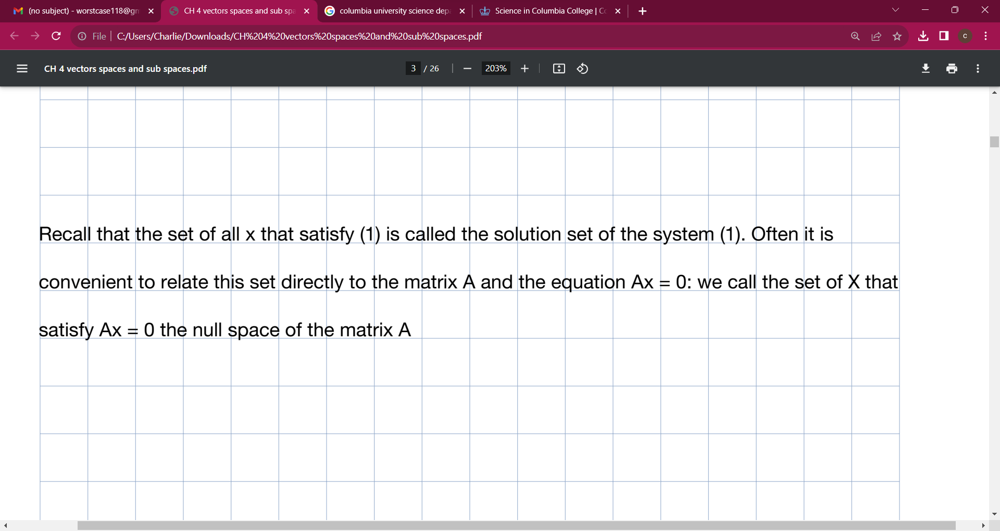 (no subject) - worstcase118@gm
CH 4 vectors spaces and sub spa
columbia university science depa
Science in Columbia College | Co
File
C:/Users/Charlie/Downloads/CH%204%20vectors%20spaces%20and%20sub%20spaces.pdf
c
CH 4 vectors spaces and sub spaces.pdf
3 / 26
203%
Recall that the set of all x that satisfy (1) is called the solution set of the system (1). Often it is
convenient to relate this set directly to the matrix A and the equation Ax = 0: we call the set of X that
satisfy Ax = 0 the null space of the matrix A